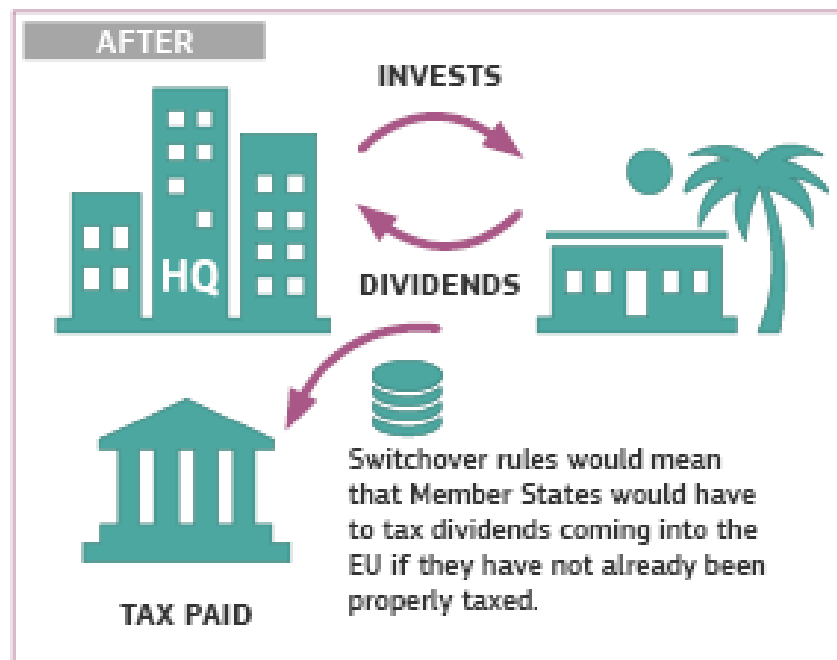 AFTER
INVESTS
HQ
DIVIDENDS
Switchover rules would mean
that Member States would have
to tax dividends coming into the
EU if they have not already been
properly taxed.
TAX PAID